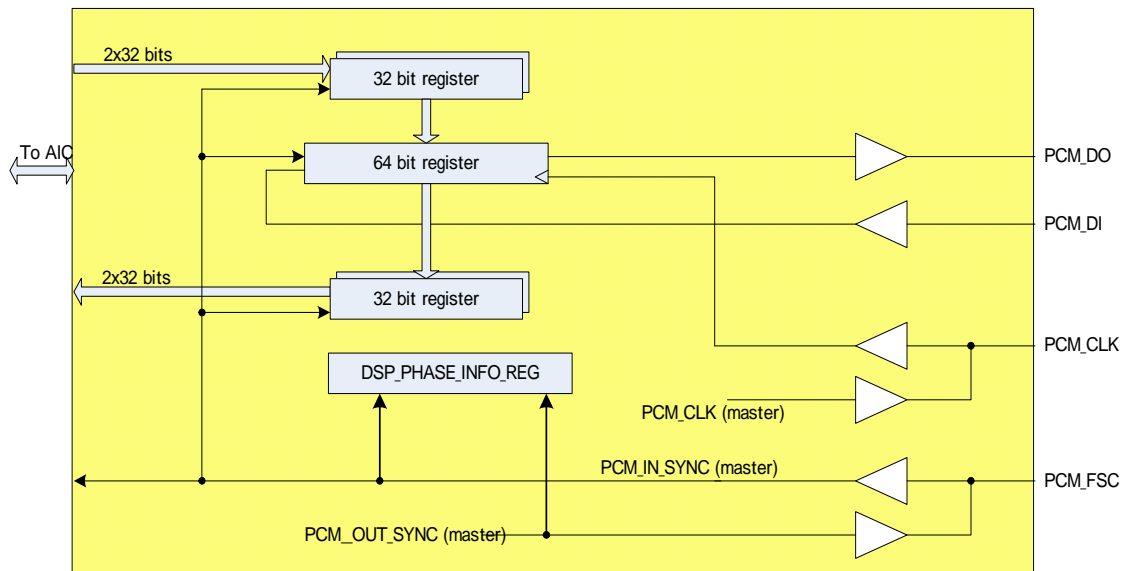 2x32 bits
32 bit register
To AIC
64 bit register
PCM_DO
PCM_DI
2x32 bits
32 bit register
PCM_CLK
DSP_PHASE_INFO_REG
PCM_CLK (master)
PCM_IN_SYNC (master)
PCM_FSC
PCM_OUT_SYNC (master)